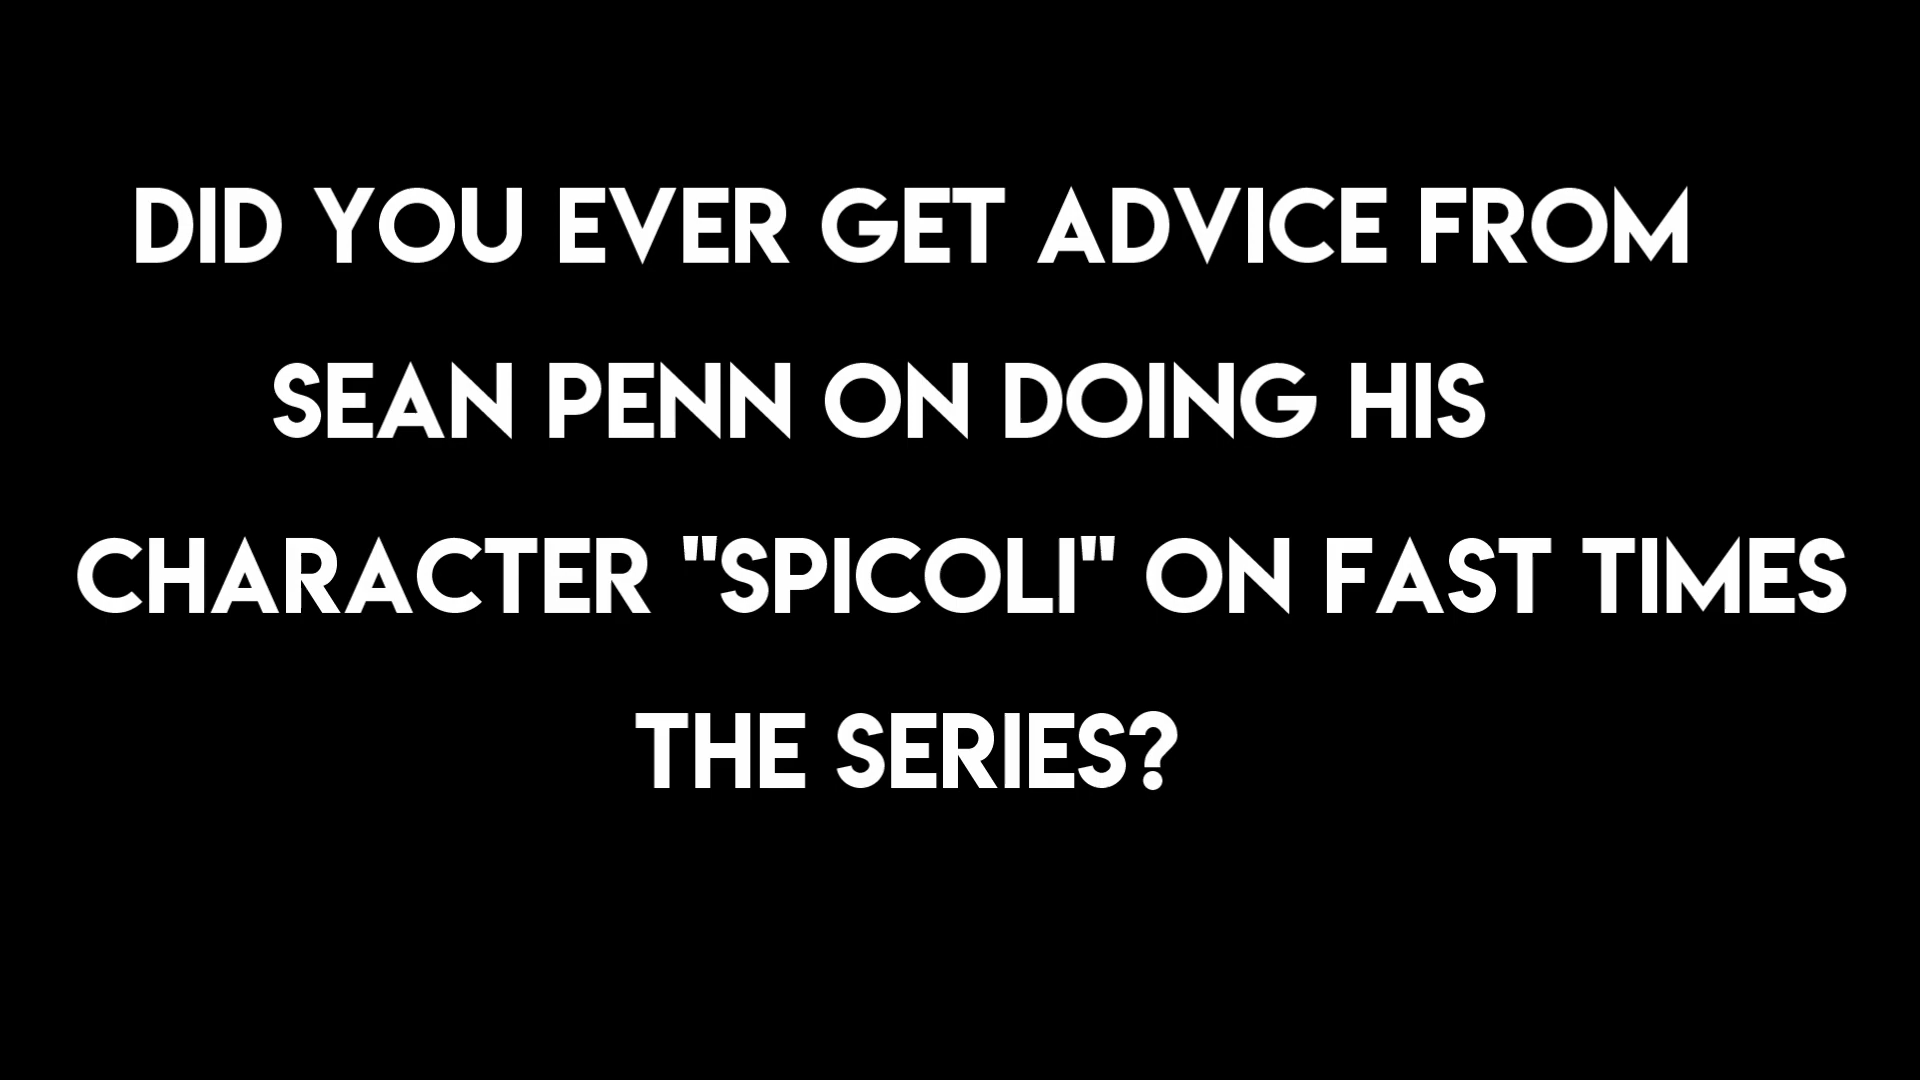 DID YOU EVER GET ADVICE FROM
SEAN PENN ON DOING HIS
CHARACTER "SPICOLI" ON FAST TIMES
THE SERIES?